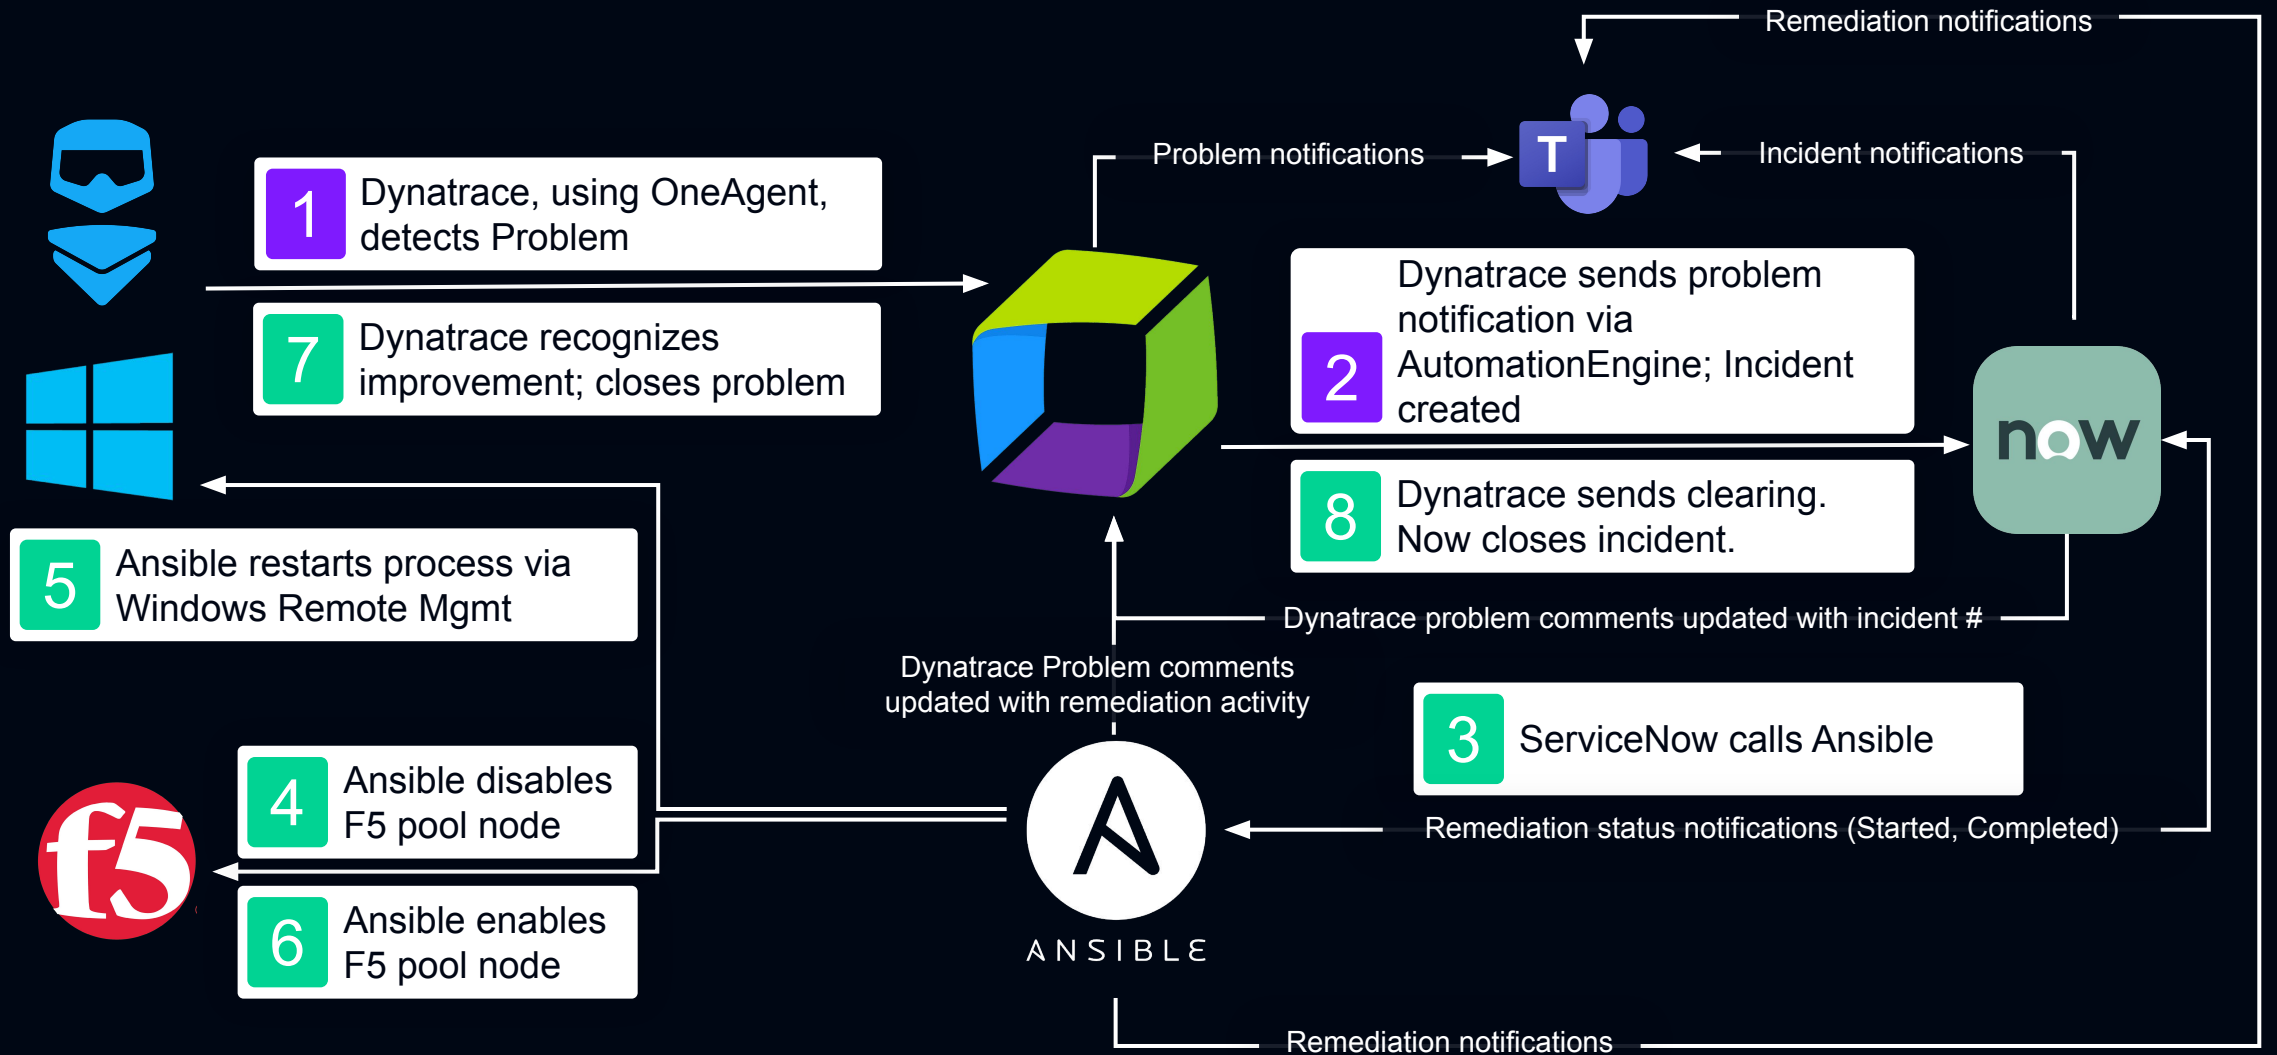 Remediation notifications
Problem notifications
T
Incident notifications
1
Dynatrace, using OneAgent,
detects Problem
7
Dynatrace recognizes
improvement; closes problem
2
Dynatrace sends problem
notification via
AutomationEngine; Incident
created
now
8
Dynatrace sends clearing.
Now closes incident.
5
Ansible restarts process via
Windows Remote Mgmt
Dynatrace problem comments updated with incident #
Dynatrace Problem comments
updated with remediation activity
3
ServiceNow calls Ansible
4
Ansible disables
F5 pool node
Remediation status notifications (Started, Completed)
f5
6
Ansible enables
F5 pool node
A
ANSIBLE
Remediation notifications